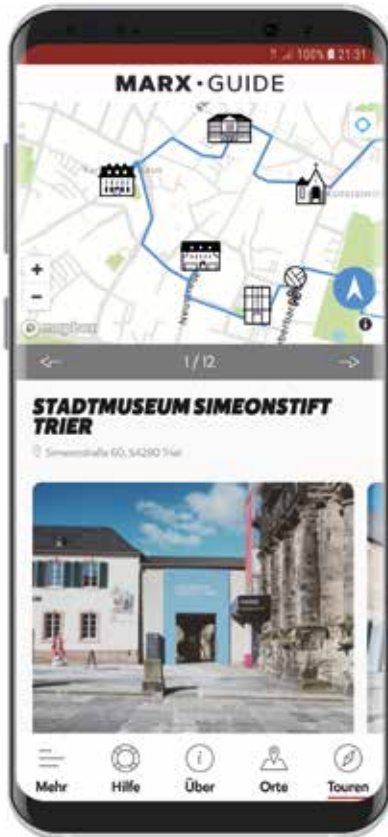 100% 21:31
MARX·GUIDE
+
−
mapbox
1/12
STADTMUSEUM SIMEONSTIFT
TRIER
Simeonstraße 60, 54290 Trier
Mehr Hilfe Über Orte Touren